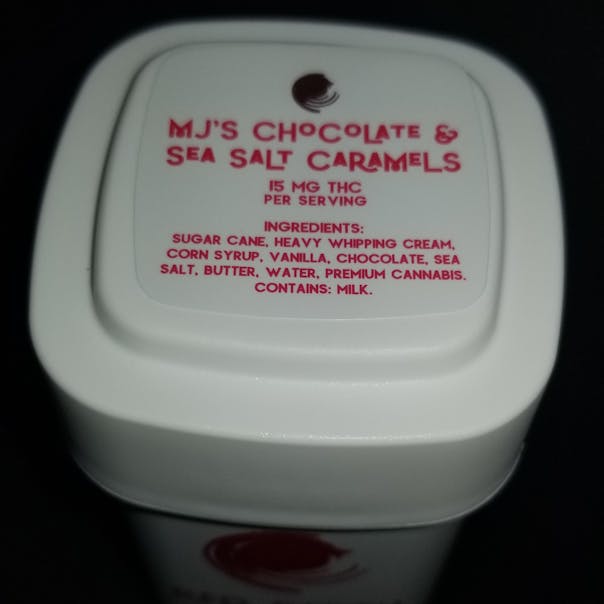 MJ'S CHOCOLATE &
SEA SALT CARAMELS
15 MG THC
PER SERVING
INGREDIENTS:
SUGAR CANE, HEAVY WHIPPING CREAM,
CORN SYRUP, VANILLA, CHOCOLATE, SEA
SALT, BUTTER, WATER, PREMIUM CANNABIS.
CONTAINS: MILK.